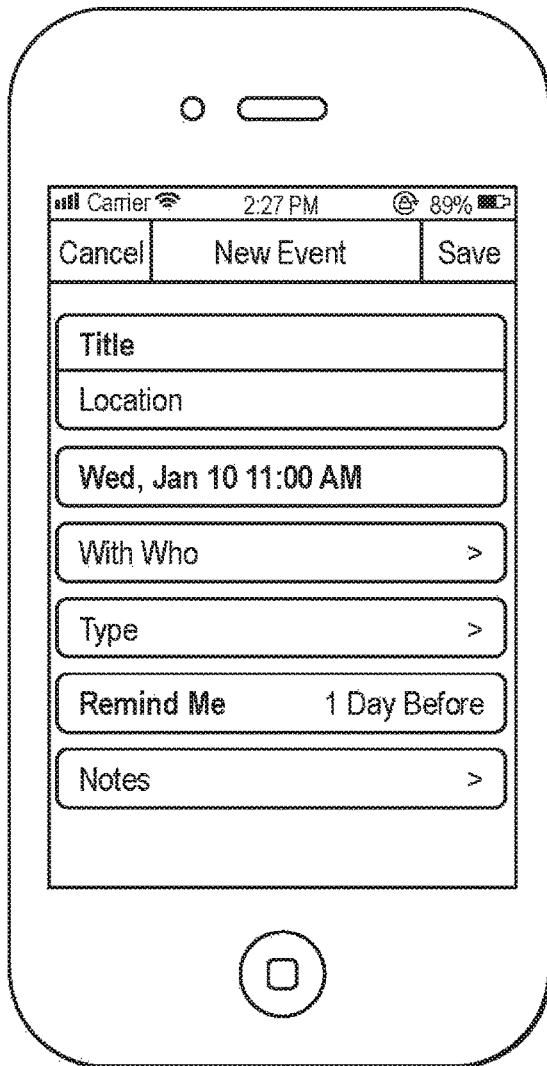 Carrier 2:27 PM 89%
Cancel New Event Save
Title
Location
Wed, Jan 10 11:00 AM
With Who >
Type >
Remind Me 1 Day Before
Notes >